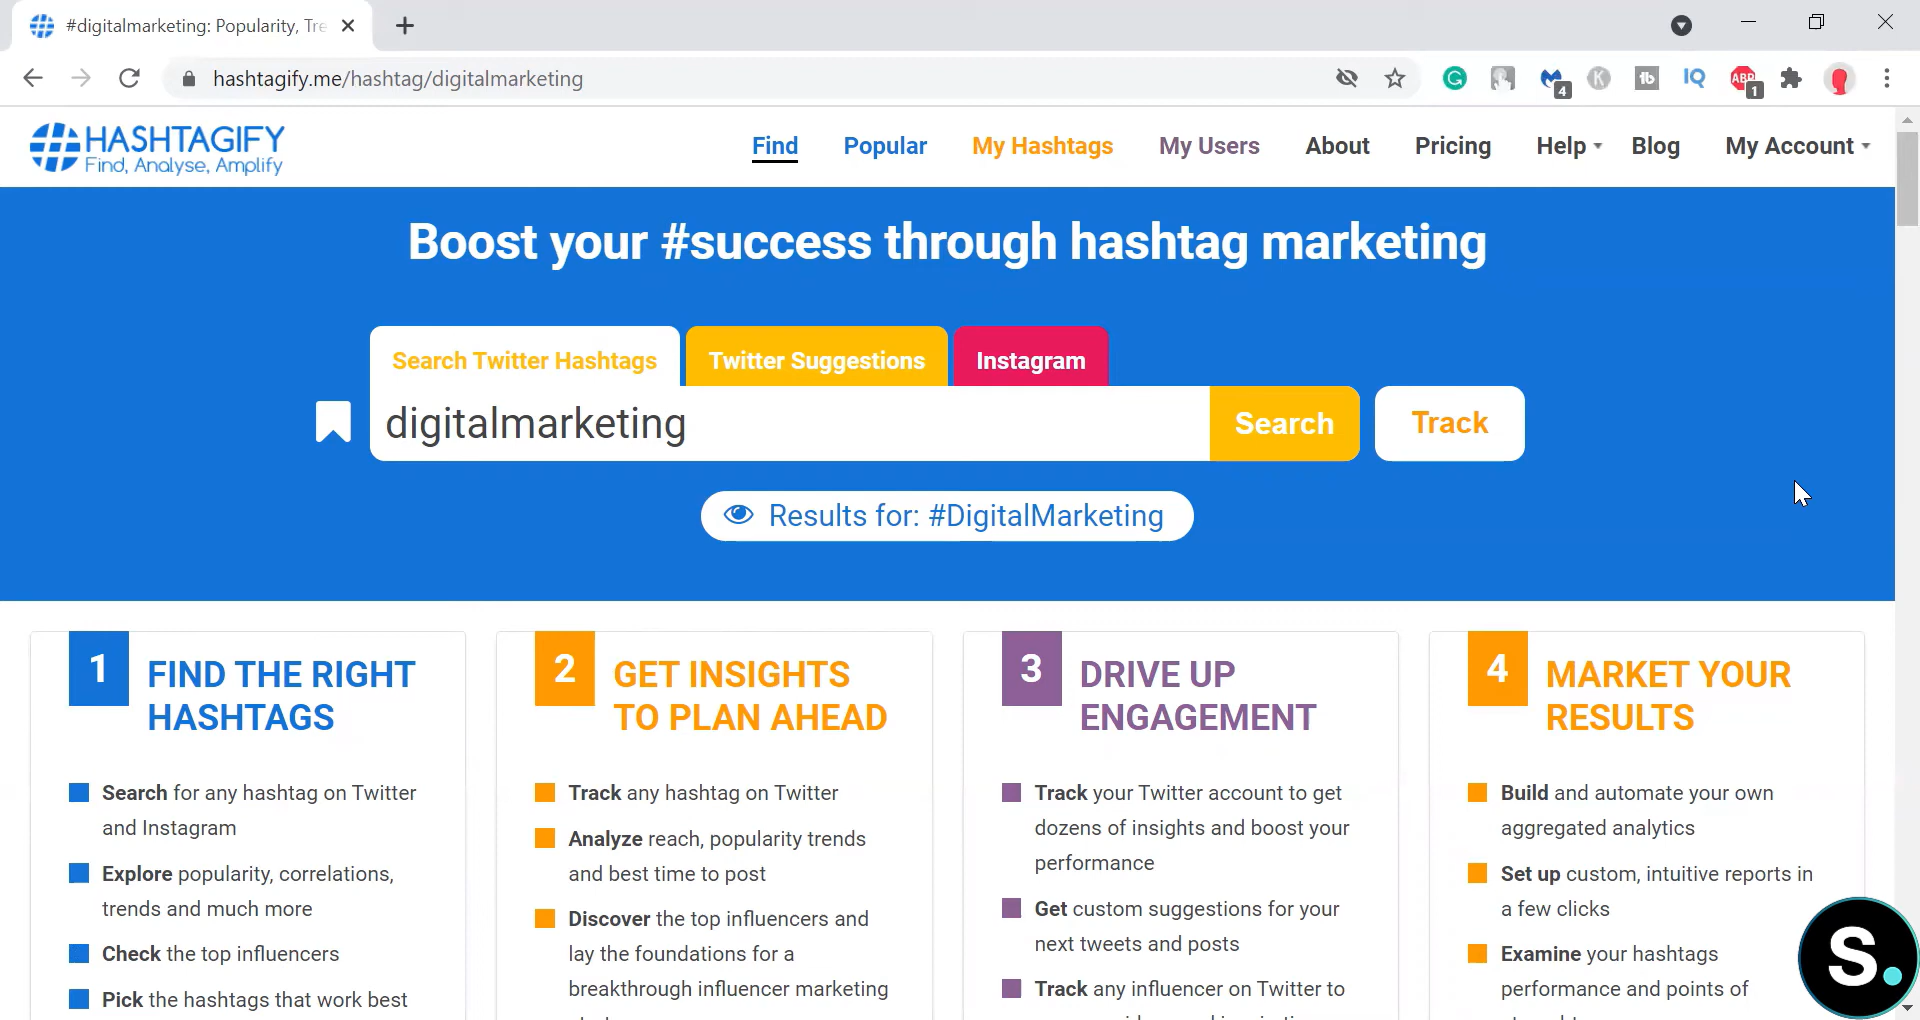 #digitalmarketing: Popularity, Tre
hashtagify.me/hashtag/digitalmarketing
4
K
tb
IQ
ABP
1
HASHTAGIFY
Find, Analyse, Amplify
Find
Popular
My Hashtags
My Users
About
Pricing
Help
Blog
My Account
Boost your #success through hashtag marketing
Search Twitter Hashtags
Twitter Suggestions
Instagram
digitalmarketing
Search
Track
Results for: #DigitalMarketing
1
FIND THE RIGHT
HASHTAGS
Search for any hashtag on Twitter
and Instagram
Explore popularity, correlations,
trends and much more
Check the top influencers
Pick the hashtags that work best
2
GET INSIGHTS
TO PLAN AHEAD
Track any hashtag on Twitter
Analyze reach, popularity trends
and best time to post
Discover the top influencers and
lay the foundations for a
breakthrough influencer marketing
3
DRIVE UP
ENGAGEMENT
Track your Twitter account to get
dozens of insights and boost your
performance
Get custom suggestions for your
next tweets and posts
Track any influencer on Twitter to
4
MARKET YOUR
RESULTS
Build and automate your own
aggregated analytics
Set up custom, intuitive reports in
a few clicks
Examine your hashtags
performance and points of
S.